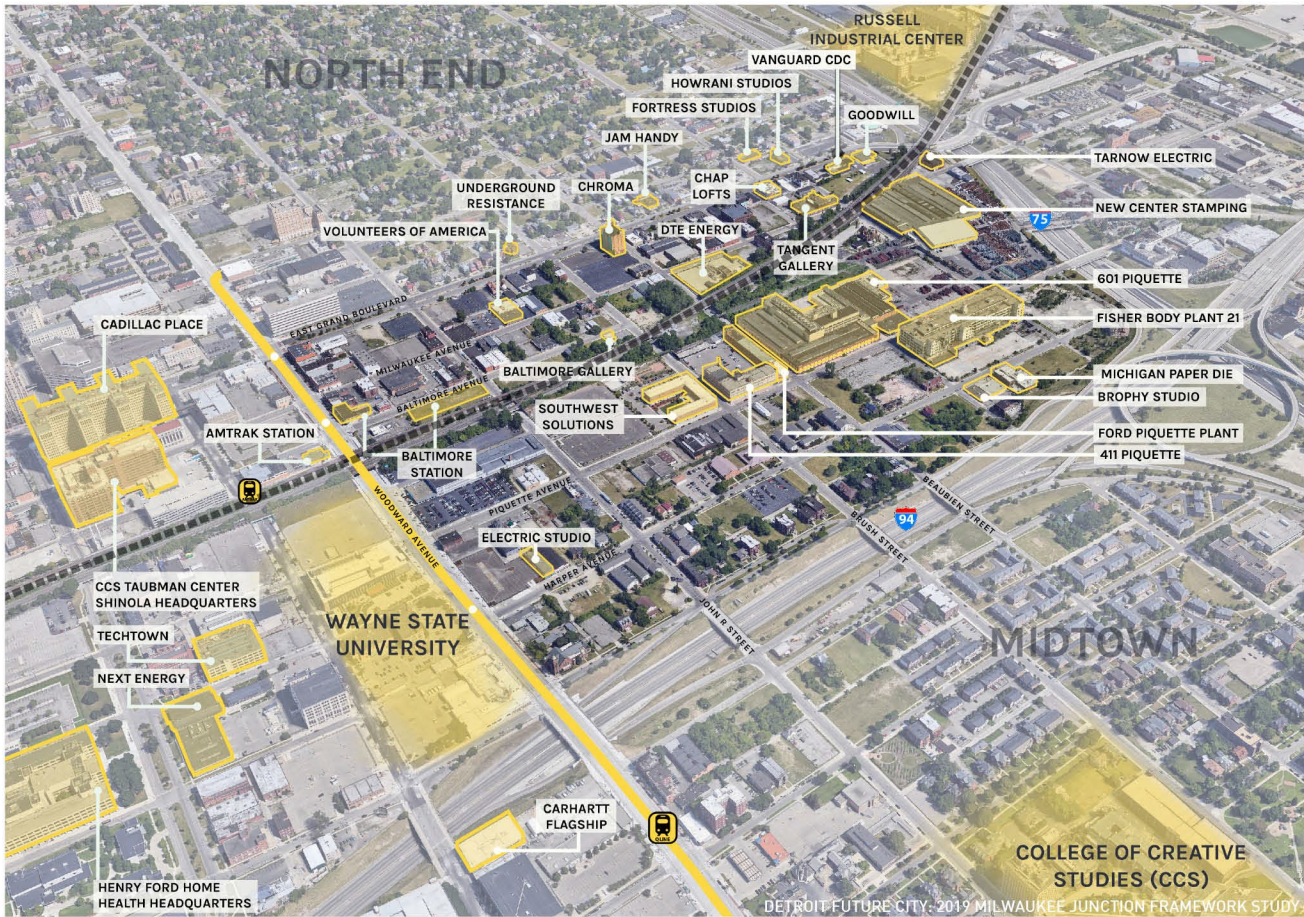 RUSSELL
INDUSTRIAL CENTER
NORTH END
VANGUARD CDC
HOWRANI STUDIOS
FORTRESS STUDIOS
GOODWILL
JAM HANDY
TARNOW ELECTRIC
CHAP
LOFTS
UNDERGROUND
RESISTANCE
CHROMA
NEW CENTER STAMPING
75
VOLUNTEERS OF AMERICA
DTE ENERGY
TANGENT
GALLERY
601 PIQUETTE
EAST GRAND BOULEVARD
CADILLAC PLACE
FISHER BODY PLANT 21
MILWAUKEE AVENUE
BALTIMORE GALLERY
MICHIGAN PAPER DIE
BALTIMORE AVENUE
BROPHY STUDIO
SOUTHWEST
SOLUTIONS
AMTRAK STATION
FORD PIQUETTE PLANT
BALTIMORE
STATION
411 PIQUETTE
WOODWARD AVENUE
PIQUETTE AVENUE
BEAUBIEN STREET
94
BRUSH STREET
ELECTRIC STUDIO
HARPER AVENUE
CCS TAUBMAN CENTER
SHINOLA HEADQUARTERS
JOHN R STREET
WAYNE STATE
UNIVERSITY
TECHTOWN
MIDTOWN
NEXT ENERGY
CARHARTT
FLAGSHIP
QLINE
COLLEGE OF CREATIVE
STUDIES (CCS)
HENRY FORD HOME
HEALTH HEADQUARTERS
DETROIT FUTURE CITY: 2019 MILWAUKEE JUNCTION FRAMEWORK STUDY